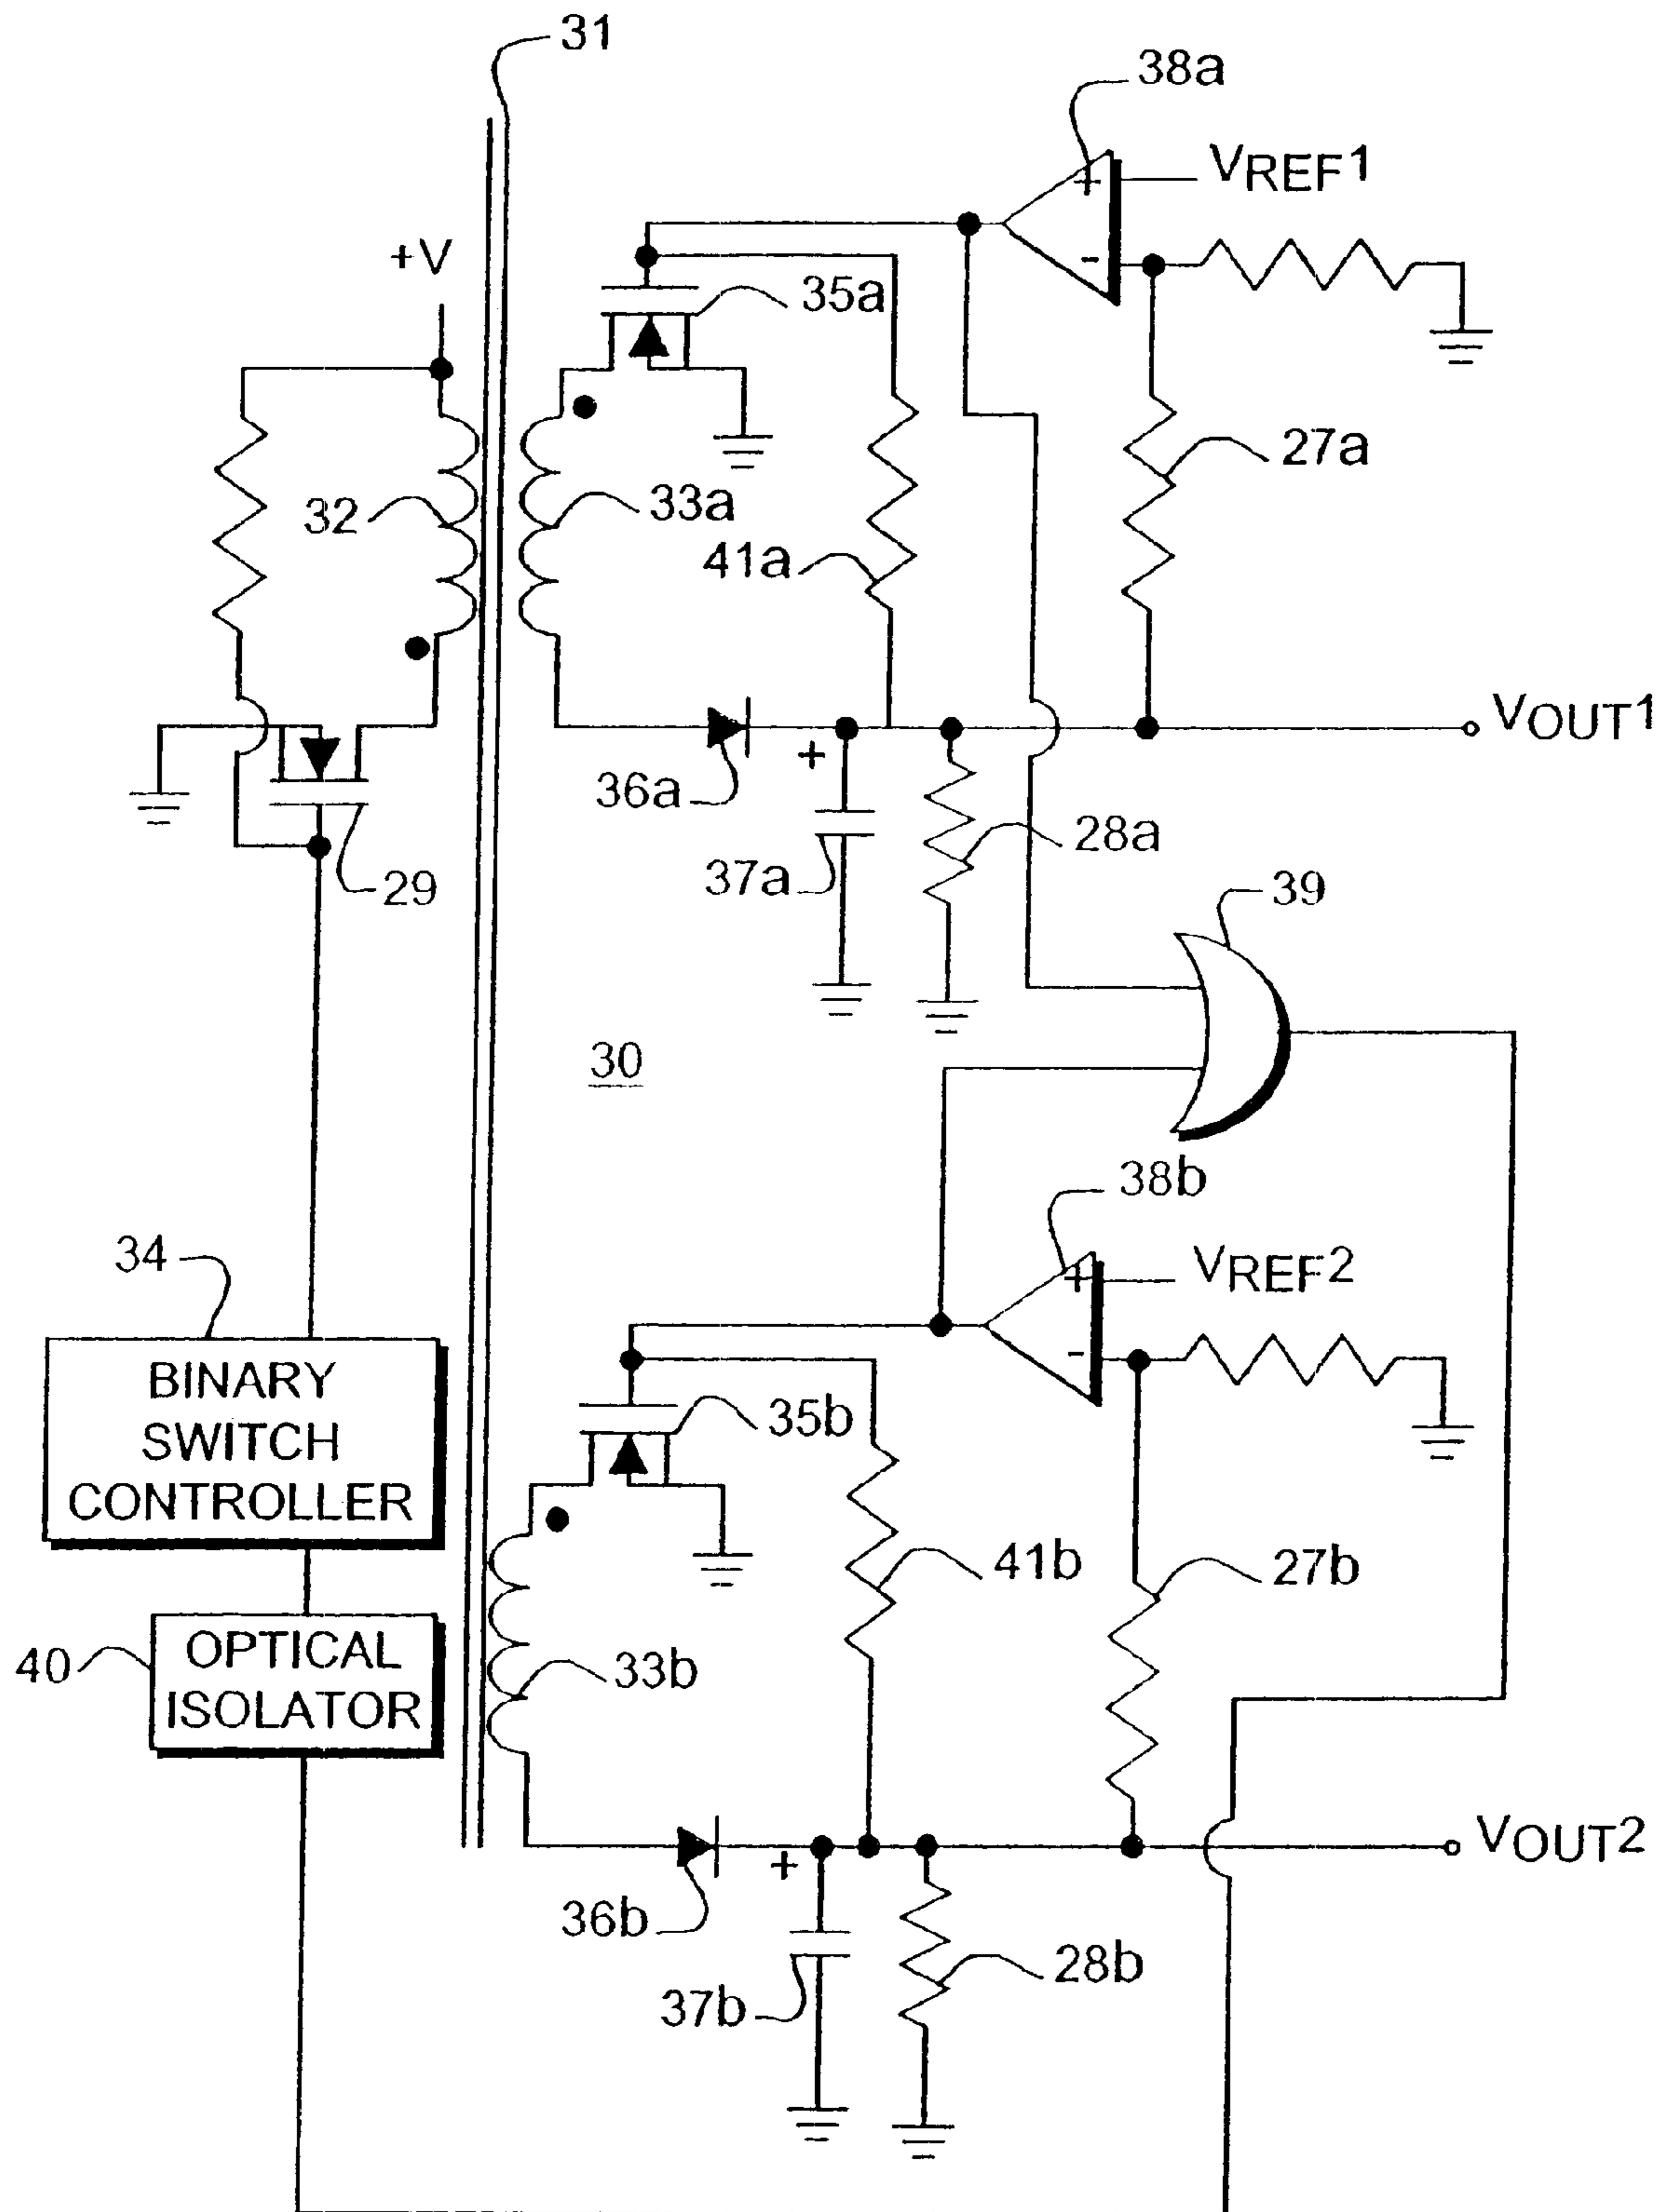 31
38a
VREF1
+
-
+V
35a
27a
32
33a
41a
VOUT1
+
36a
28a
37a
29
39
30
38b
34
+
VREF2
-
BINARY
SWITCH
CONTROLLER
35b
41b
27b
OPTICAL
ISOLATOR
40
33b
VOUT2
+
36b
28b
37b